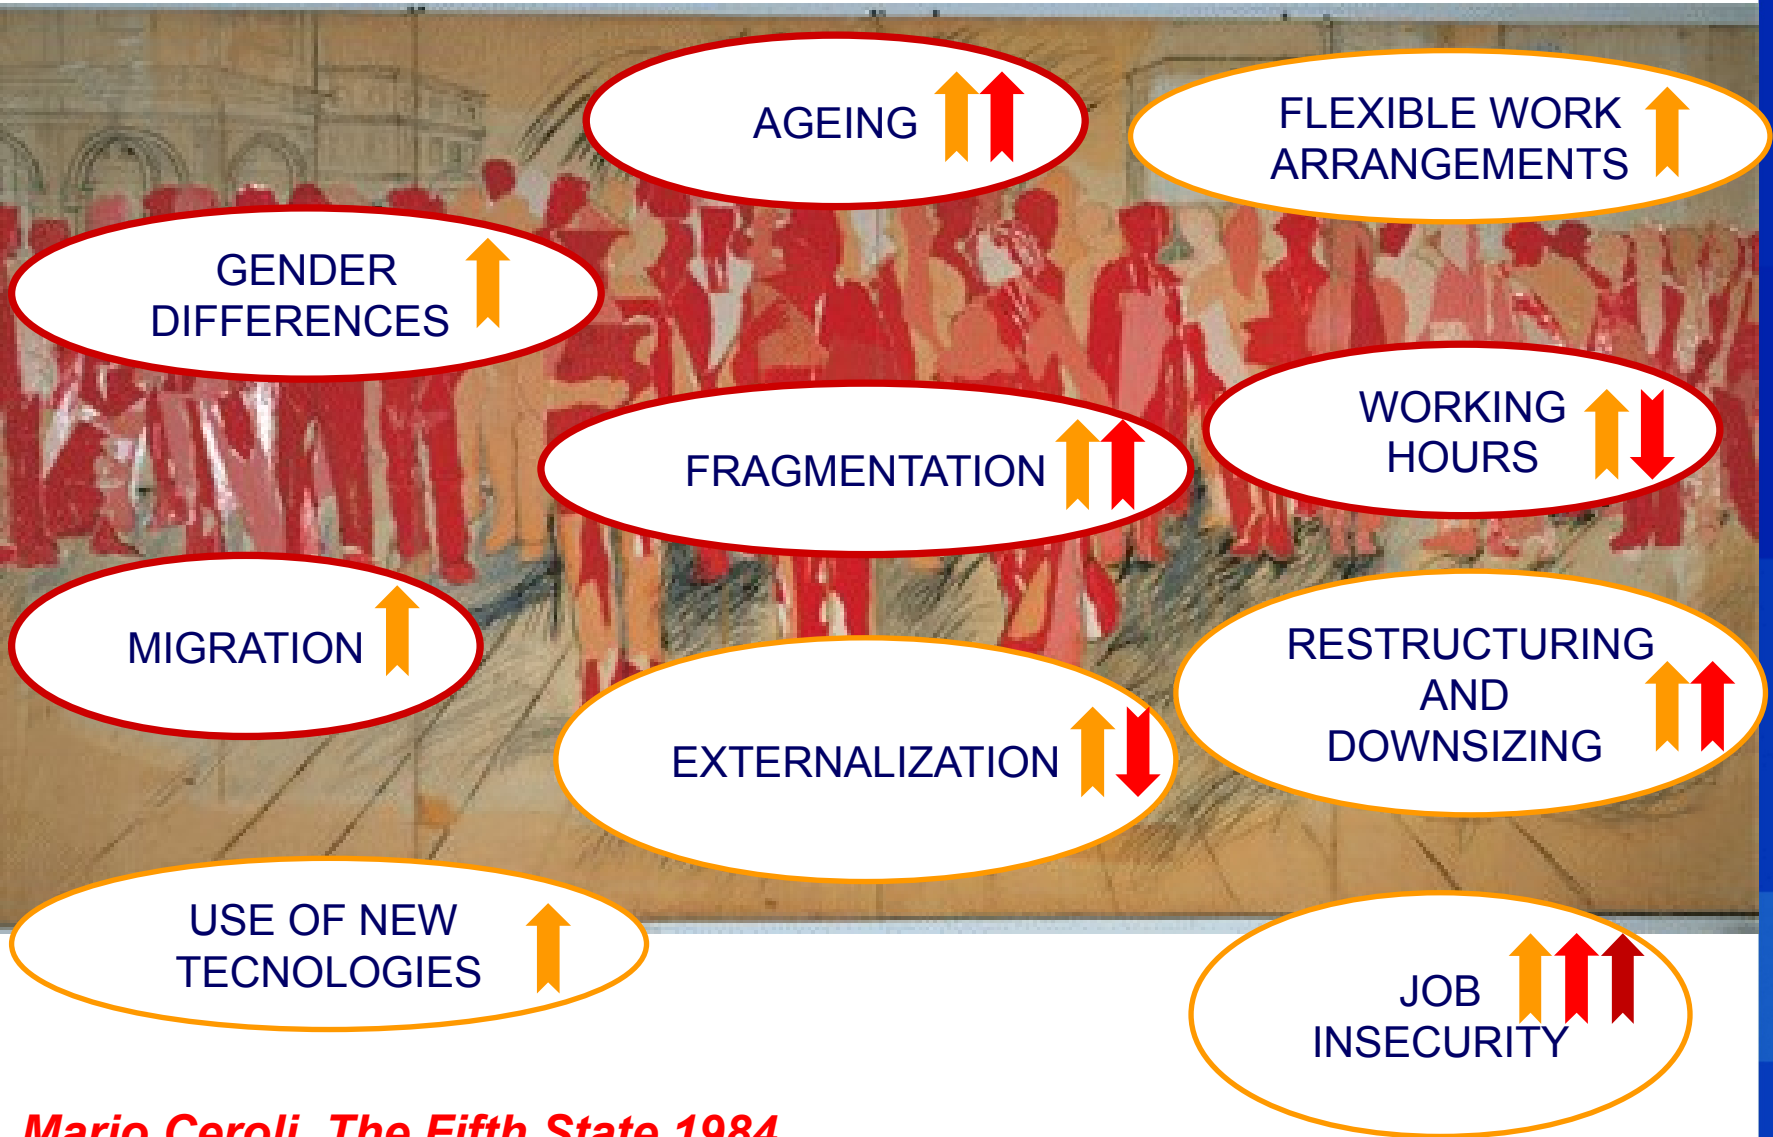 AGEING
FLEXIBLE WORK
ARRANGEMENTS
GENDER
DIFFERENCES
WORKING
HOURS
FRAGMENTATION
MIGRATION
RESTRUCTURING
AND
DOWNSIZING
EXTERNALIZATION
USE OF NEW
TECNOLOGIES
JOB
INSECURITY
Mario Ceroli, The Fifth State 1984